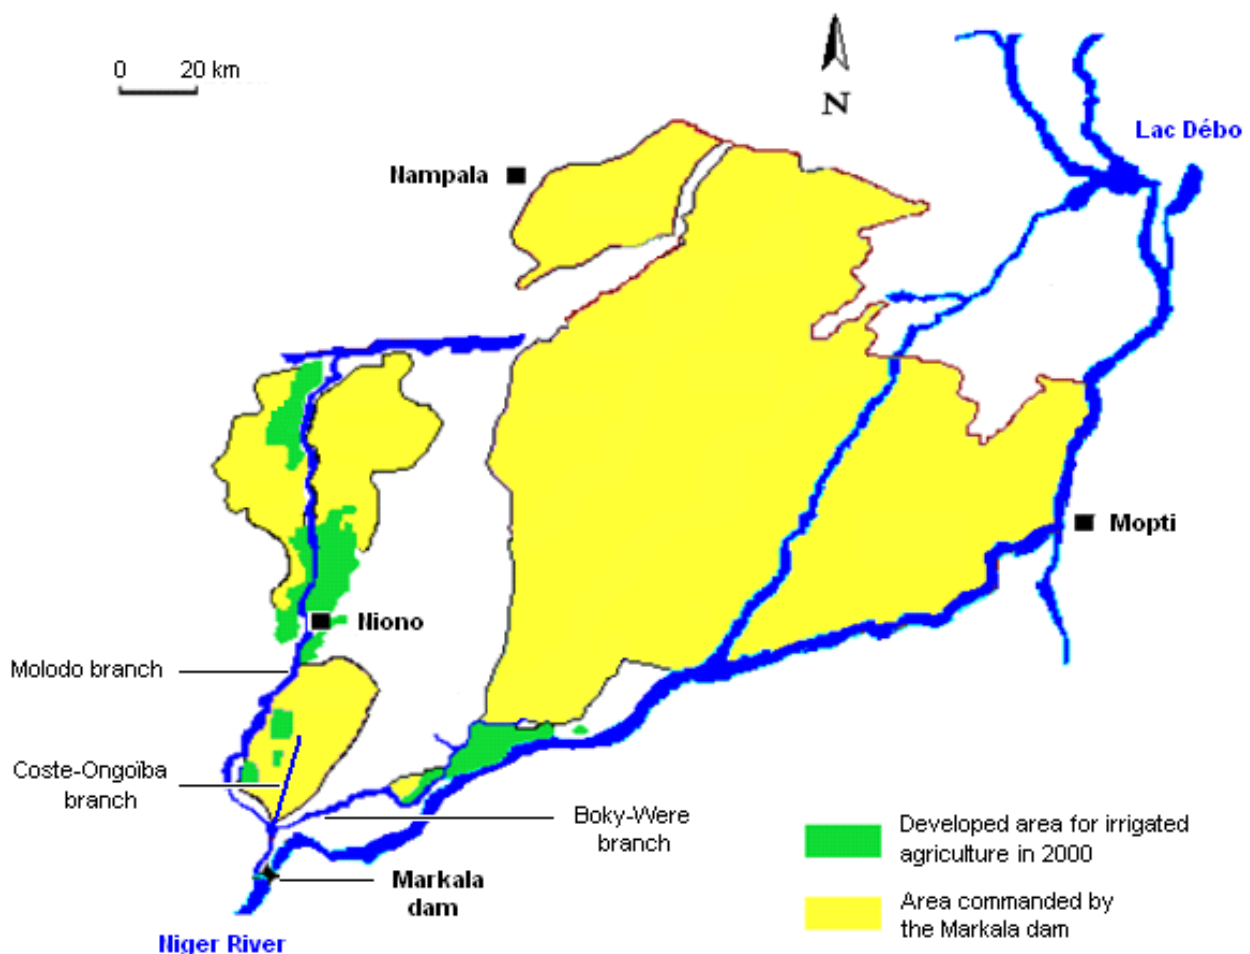 0 20 km
N
Lac Débo
Nampala
Mopti
Niono
Molodo branch
Coste-Ongoïba
branch
Boky-Were
branch
Markala
dam
Niger River
Developed area for irrigated
agriculture in 2000
Area commanded by
the Markala dam